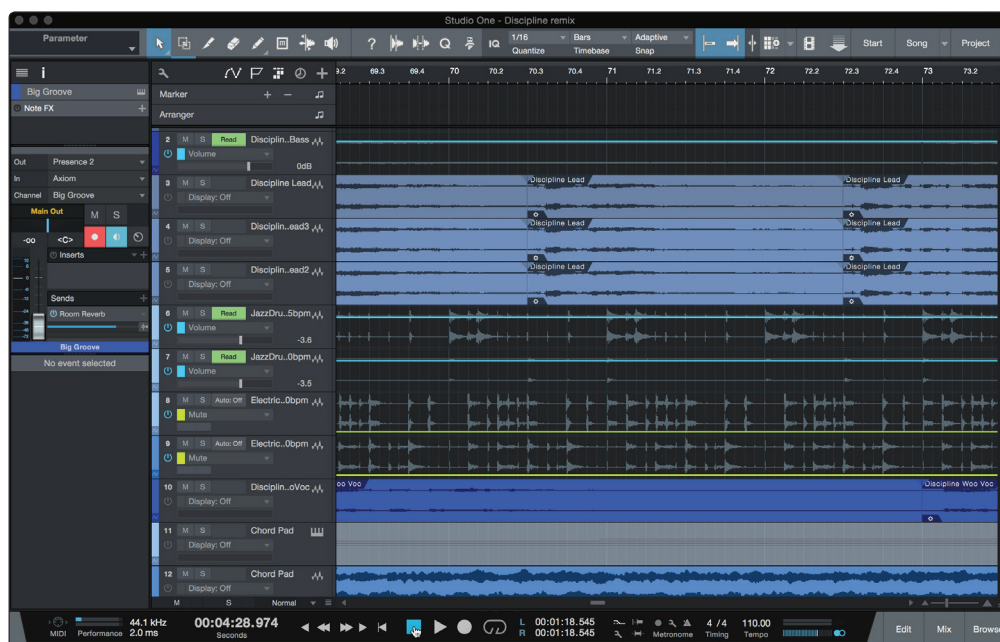 Studio One - Discipline remix
Parameter
IQ
1/16
Bars
Adaptive
Quantize
Timebase
Snap
Start
Song
Project
9.2 69.3 69.4 70 70.2 70.3 70.4 71 71.2 71.3 71.4 72 72.2 72.3 72.4 73 73.2
Big Groove
Marker
Note FX
Arranger
2 M S Read Disciplin..Bass
Volume
0dB
Out Presence 2
In Axiom
Channel Big Groove
Main Out M S
-oo <C>
Inserts
Sends
Room Reverb
Big Groove
No event selected
3 M S Discipline Lead
Display: Off
Discipline Lead
Discipline Lead
4 M S Disciplin..ead3
Display: Off
Discipline Lead
Discipline Lead
5 M S Disciplin..ead2
Display: Off
Discipline Lead
Discipline Lead
6 M S Read JazzDru..5bpm
Volume
-3.6
7 M S Read JazzDru..0bpm
Volume
-3.5
8 M S Auto: Off Electric..0bpm
Mute
9 M S Auto: Off Electric..0bpm
Mute
10 M S Disciplin..oVoc
Display: Off
oo Voc
Discipline Woo Voc
11 M S Chord Pad
Display: Off
12 M S Chord Pad
Display: Off
M S Normal
MIDI
Performance
44.1 kHz
2.0 ms
00:04:28.974
Seconds
L 00:01:18.545
R 00:01:18.545
Metronome
4 / 4
Timing
110.00
Tempo
Edit
Mix
Brows